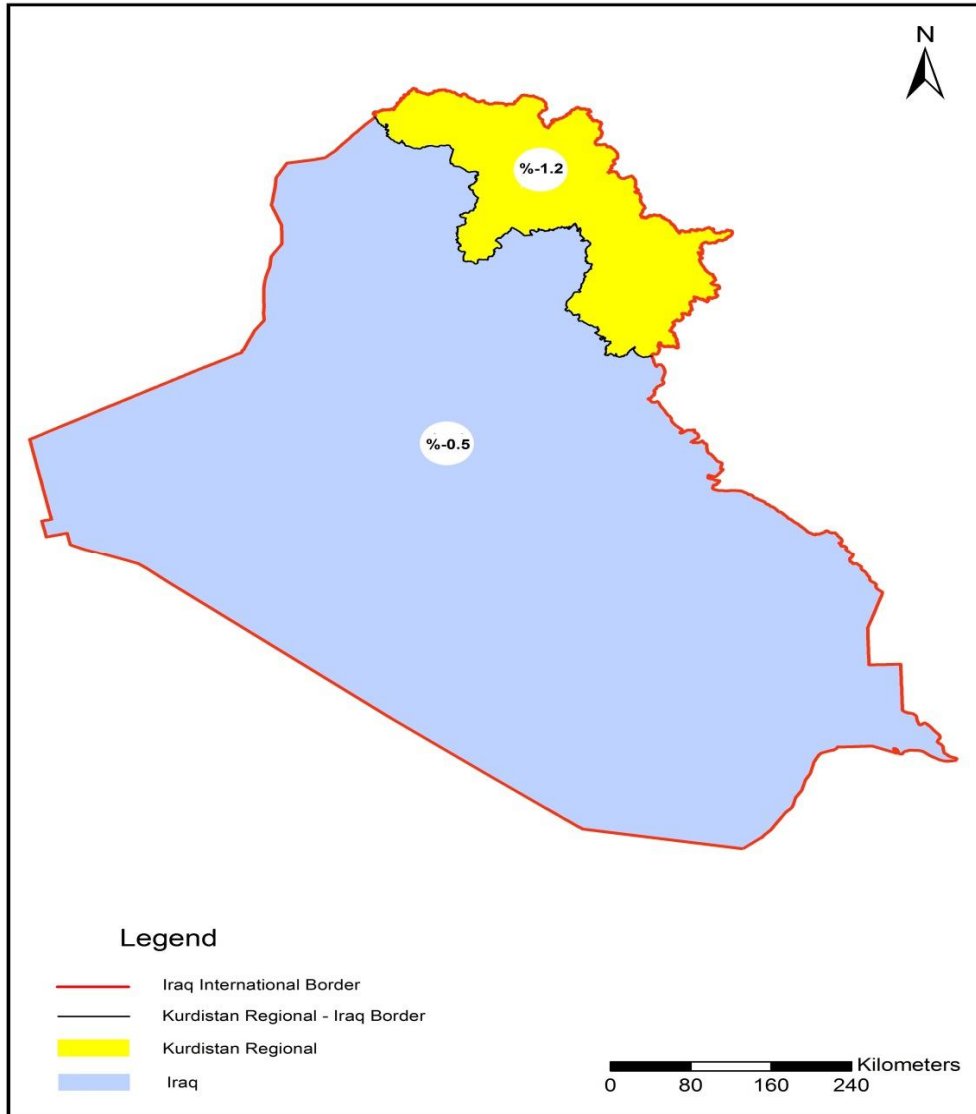 N
%-1.2
%-0.5
Legend
Iraq International Border
Kurdistan Regional - Iraq Border
Kurdistan Regional
Iraq
Kilometers
0 80 160 240